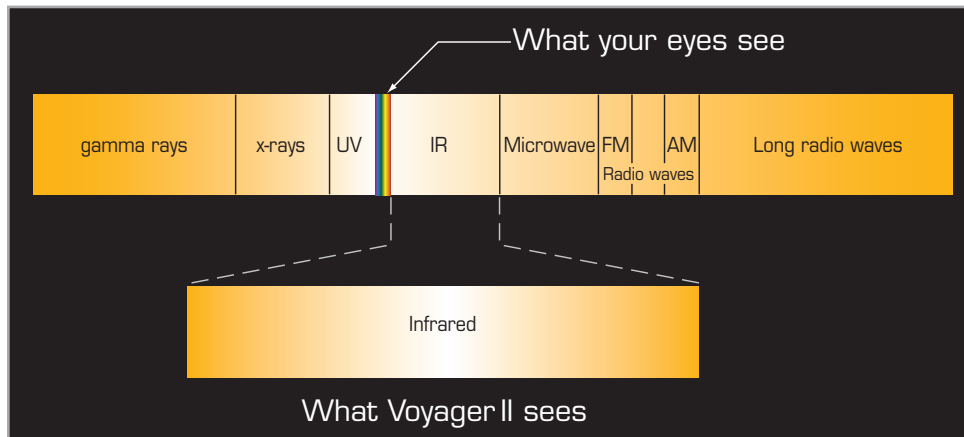 What your eyes see
gamma rays x-rays UV IR Microwave FM AM Long radio waves
Radio waves
Infrared
What Voyager II sees